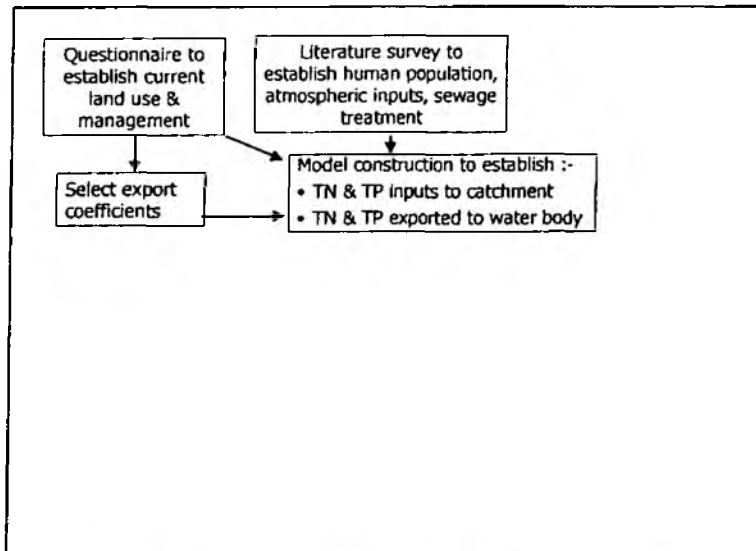 Questionnaire to
establish current
land use &
management
Literature survey to
establish human population,
atmospheric inputs, sewage
treatment
Select export
coefficients
Model construction to establish :-
• TN & TP inputs to catchment
• TN & TP exported to water body